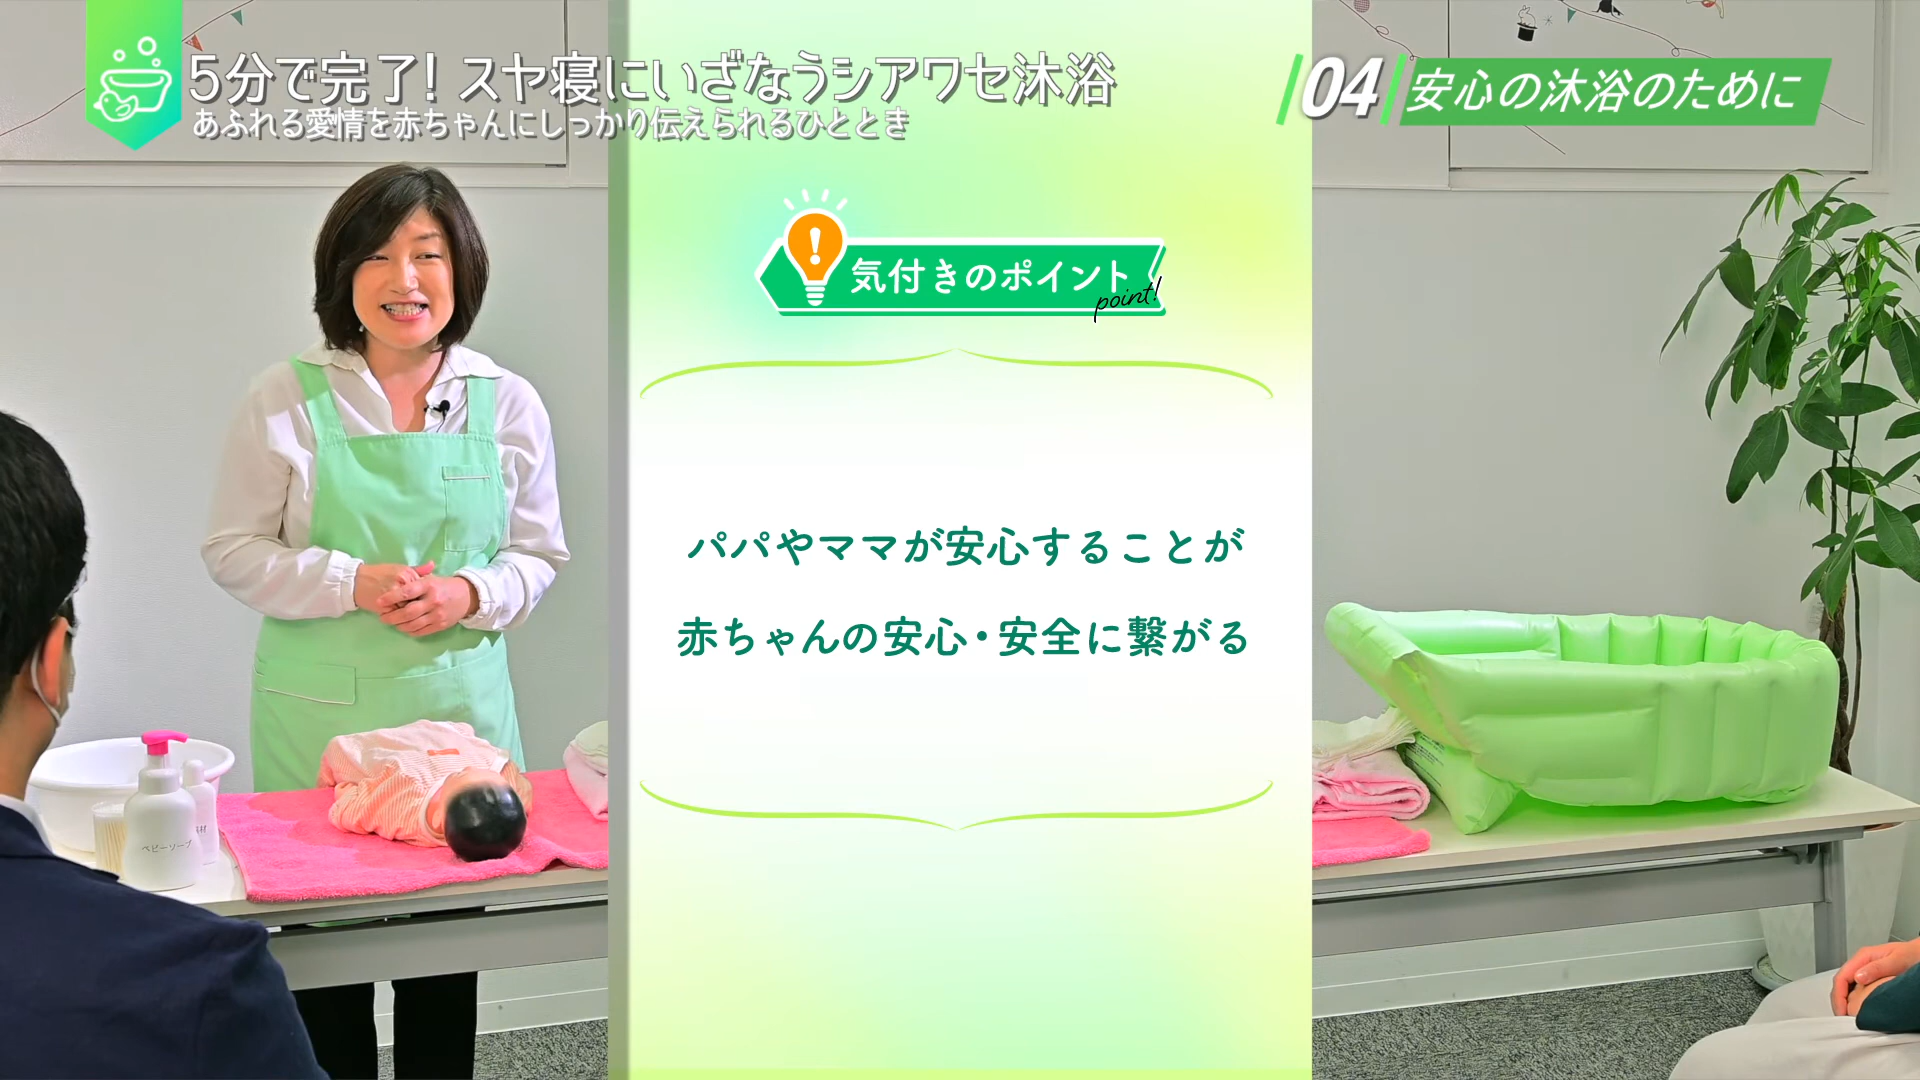 5分で完了! スヤ寝にいざなうシアワセ沐浴
あふれる愛情を赤ちゃんにしっかり伝えられるひととき
04 安心の沐浴のために
気付きのポイント
point!
パパやママが安心することが
赤ちゃんの安心・安全に繋がる
ベビーソープ